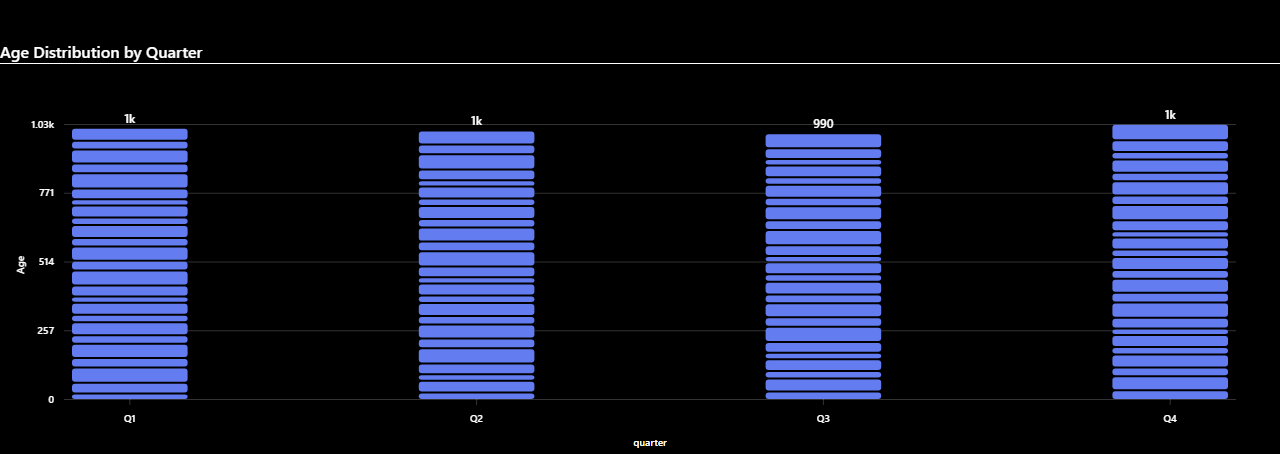 Age Distribution by Quarter
1k 1k 990 1k
1.03k
771
514
257
0
Age
Q1 Q2 Q3 Q4
quarter